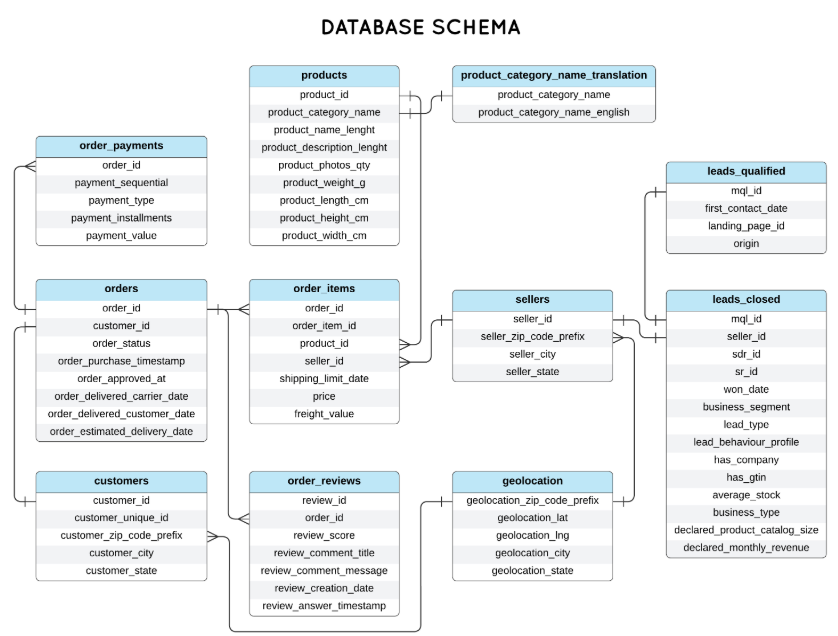 DATABASE SCHEMA
products
product_id
product_category_name
product_name_lenght
product_description_lenght
product_photos_qty
product_weight_g
product_length_cm
product_height_cm
product_width_cm
product_category_name_translation
product_category_name
product_category_name_english
order_payments
order_id
payment_sequential
payment_type
payment_installments
payment_value
leads_qualified
mql_id
first_contact_date
landing_page_id
origin
orders
order_id
customer_id
order_status
order_purchase_timestamp
order_approved_at
order_delivered_carrier_date
order_delivered_customer_date
order_estimated_delivery_date
order_items
order_id
order_item_id
product_id
seller_id
shipping_limit_date
price
freight_value
sellers
seller_id
seller_zip_code_prefix
seller_city
seller_state
leads_closed
mql_id
seller_id
sdr_id
sr_id
won_date
business_segment
lead_type
lead_behaviour_profile
has_company
has_gtin
average_stock
business_type
declared_product_catalog_size
declared_monthly_revenue
customers
customer_id
customer_unique_id
customer_zip_code_prefix
customer_city
customer_state
order_reviews
review_id
order_id
review_score
review_comment_title
review_comment_message
review_creation_date
review_answer_timestamp
geolocation
geolocation_zip_code_prefix
geolocation_lat
geolocation_lng
geolocation_city
geolocation_state